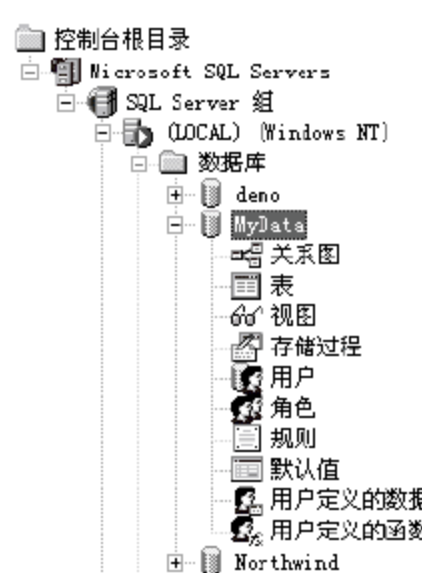 控制台根目录
Microsoft SQL Servers
SQL Server 组
(LOCAL) (Windows NT)
数据库
deno
MyData
关系图
表
视图
存储过程
用户
角色
规则
默认值
用户定义的数据
用户定义的函数
Northwind